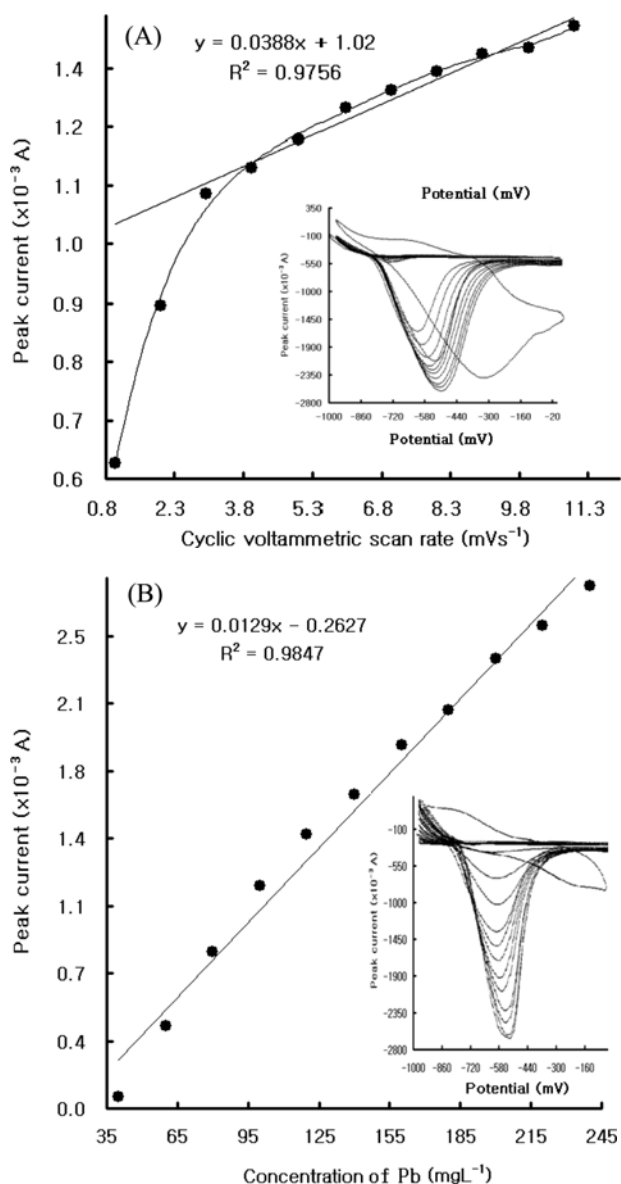 (A)
y = 0.0388x + 1.02
R² = 0.9756
Peak current (x10⁻³ A)
1.4
1.2
1.1
1.0
0.9
0.8
0.7
0.6
0.8 2.3 3.8 5.3 6.8 8.3 9.8 11.3
Cyclic voltammetric scan rate (mVs⁻¹)
Potential (mV)
Peak current (x10⁻³ A)
350
-100
-550
-1000
-1450
-1900
-2350
-2800
-1000 -860 -720 -580 -440 -300 -160 -20
Potential (mV)
(B)
y = 0.0129x - 0.2627
R² = 0.9847
Peak current (x10⁻³ A)
2.5
2.1
1.8
1.4
1.1
0.7
0.4
0.0
35 65 95 125 155 185 215 245
Concentration of Pb (mgL⁻¹)
Peak current (x10⁻³ A)
-100
-550
-1000
-1450
-1900
-2350
-2800
-1000 -860 -720 -580 -440 -300 -160
Potential (mV)